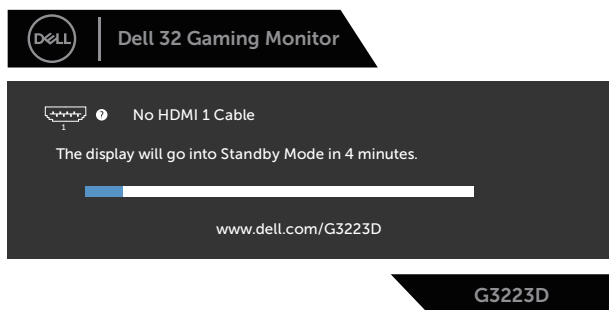 DELL
Dell 32 Gaming Monitor
1
?
No HDMI 1 Cable
The display will go into Standby Mode in 4 minutes.
www.dell.com/G3223D
G3223D